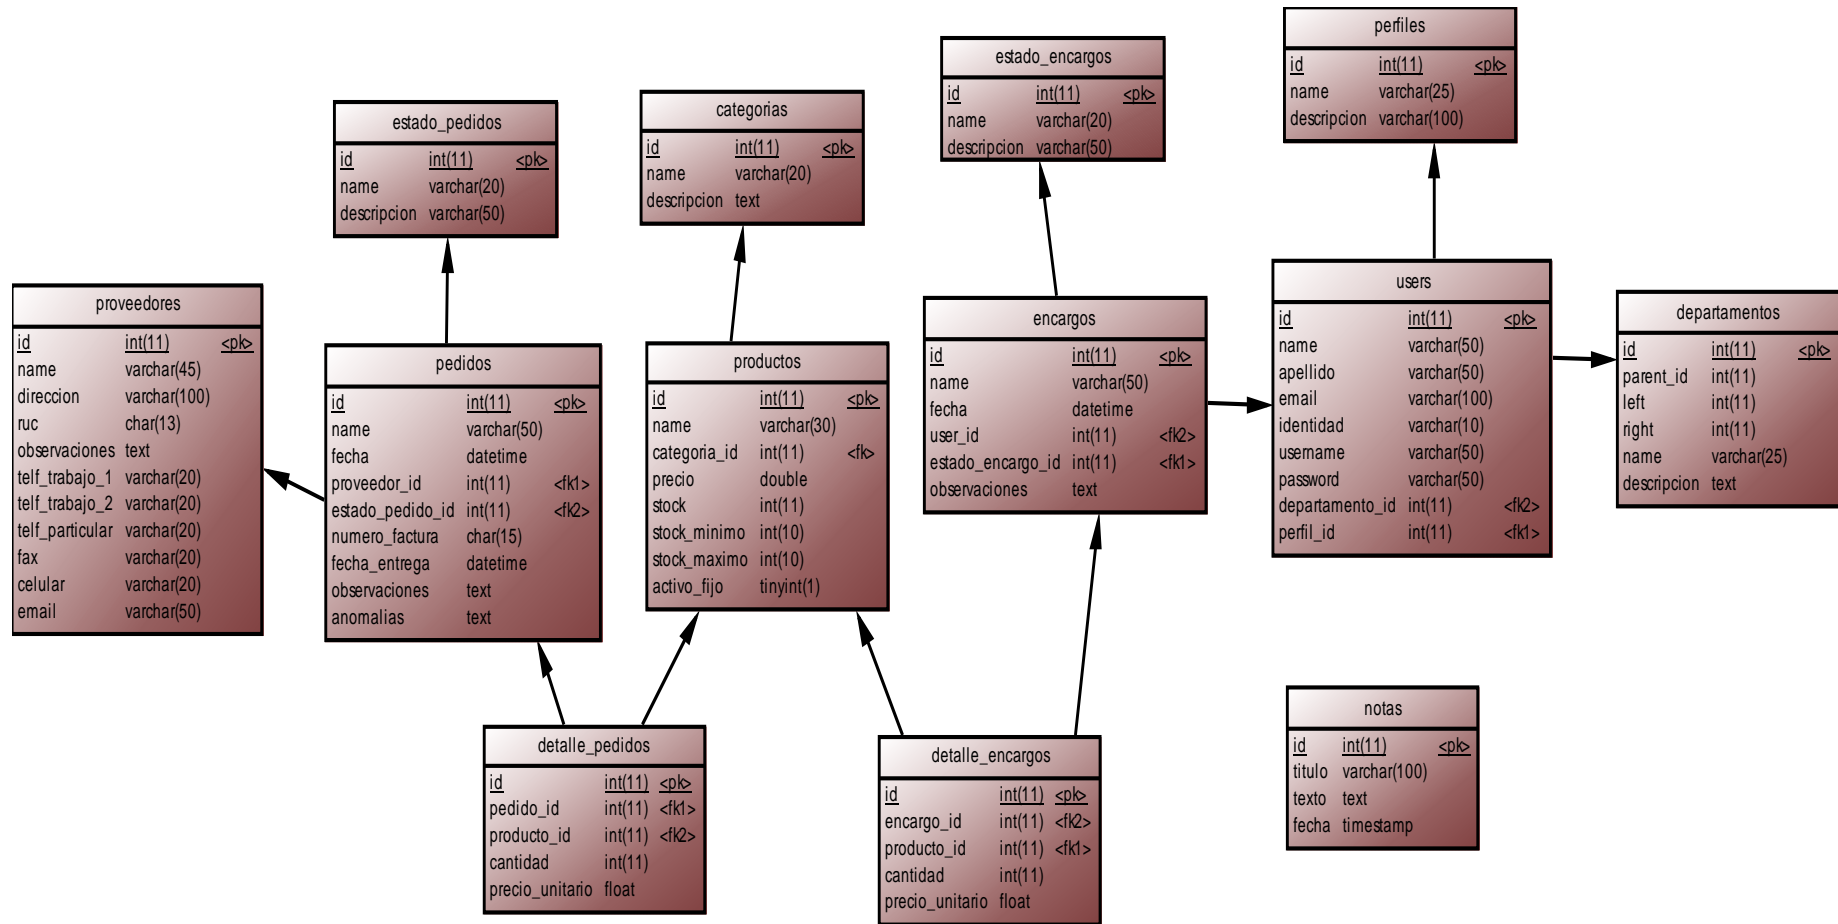 perfiles
id int(11) <pk>
name varchar(25)
descripcion varchar(100)
estado_encargos
id int(11) <pk>
name varchar(20)
descripcion varchar(50)
categorias
id int(11) <pk>
name varchar(20)
descripcion text
estado_pedidos
id int(11) <pk>
name varchar(20)
descripcion varchar(50)
proveedores
id int(11) <pk>
name varchar(45)
direccion varchar(100)
ruc char(13)
observaciones text
telf_trabajo_1 varchar(20)
telf_trabajo_2 varchar(20)
telf_particular varchar(20)
fax varchar(20)
celular varchar(20)
email varchar(50)
pedidos
id int(11) <pk>
name varchar(50)
fecha datetime
proveedor_id int(11) <fk1>
estado_pedido_id int(11) <fk2>
numero_factura char(15)
fecha_entrega datetime
observaciones text
anomalias text
productos
id int(11) <pk>
name varchar(30)
categoria_id int(11) <fk>
precio double
stock int(11)
stock_minimo int(10)
stock_maximo int(10)
activo_fijo tinyint(1)
encargos
id int(11) <pk>
name varchar(50)
fecha datetime
user_id int(11) <fk2>
estado_encargo_id int(11) <fk1>
observaciones text
users
id int(11) <pk>
name varchar(50)
apellido varchar(50)
email varchar(100)
identidad varchar(10)
username varchar(50)
password varchar(50)
departamento_id int(11) <fk2>
perfil_id int(11) <fk1>
departamentos
id int(11) <pk>
parent_id int(11)
left int(11)
right int(11)
name varchar(25)
descripcion text
detalle_pedidos
id int(11) <pk>
pedido_id int(11) <fk1>
producto_id int(11) <fk2>
cantidad int(11)
precio_unitario float
detalle_encargos
id int(11) <pk>
encargo_id int(11) <fk2>
producto_id int(11) <fk1>
cantidad int(11)
precio_unitario float
notas
id int(11) <pk>
titulo varchar(100)
texto text
fecha timestamp